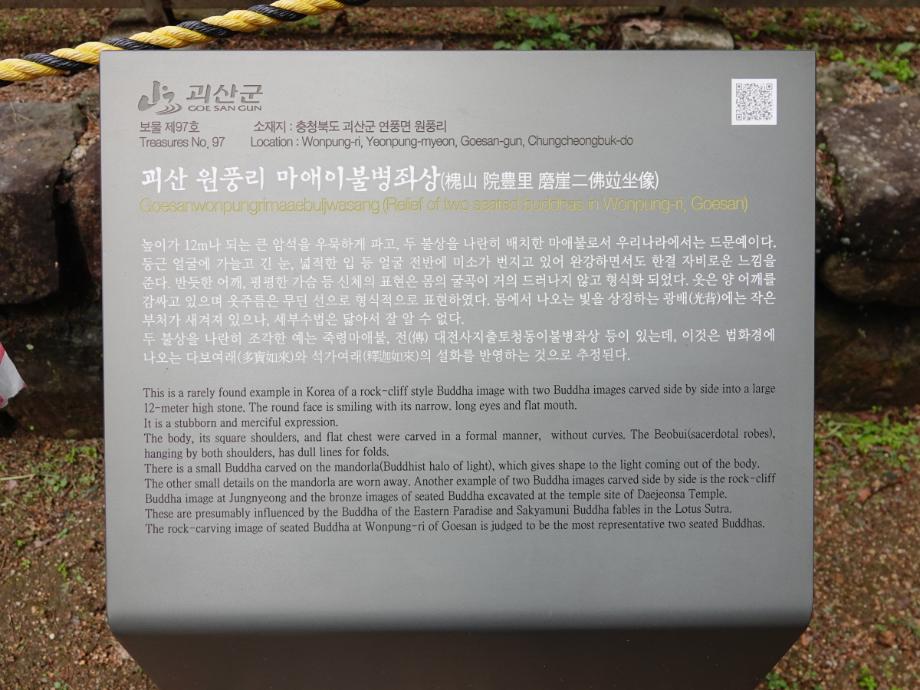 괴산군
GOE SAN GUN
보물 제97호 소재지 : 충청북도 괴산군 연풍면 원풍리
Treasures No, 97 Location : Wonpung-ri, Yeonpung-myeon, Goesan-gun, Chungcheongbuk-do
괴산 원풍리 마애이불병좌상(槐山 院豊里 磨崖二佛竝坐像)
Goesanwonpungrimaaebuljwasang (Relief of two seated Buddhas in Wonpung-ri, Goesan)
높이가 12m나 되는 큰 암석을 우묵하게 파고, 두 불상을 나란히 배치한 마애불로서 우리나라에서는 드문예이다.
둥근 얼굴에 가늘고 긴 눈, 넓적한 입 등 얼굴 전반에 미소가 번지고 있어 완강하면서도 한결 자비로운 느낌을
준다. 반듯한 어깨, 평평한 가슴 등 신체의 표현은 몸의 굴곡이 거의 드러나지 않고 형식화 되었다. 옷은 양 어깨를
감싸고 있으며 옷주름은 무딘 선으로 형식적으로 표현하였다. 몸에서 나오는 빛을 상징하는 광배(光背)에는 작은
부처가 새겨져 있으나, 세부수법은 닳아서 잘 알 수 없다.
두 불상을 나란히 조각한 예는 죽령마애불, 전(傳) 대전사지출토청동이불병좌상 등이 있는데, 이것은 법화경에
나오는 다보여래(多寶如來)와 석가여래(釋迦如來)의 설화를 반영하는 것으로 추정된다.
This is a rarely found example in Korea of a rock-cliff style Buddha image with two Buddha images carved side by side into a large
12-meter high stone. The round face is smiling with its narrow. long eyes and flat mouth.
It is a stubborn and merciful expression.
The body, its square shoulders, and flat chest were carved in a formal manner, without curves. The Beobui(sacerdotal robes),
hanging by both shoulders, has dull lines for folds.
There is a small Buddha carved on the mandorla(Buddhist halo of light), which gives shape to the light coming out of the body.
The other small details on the mandorla are worn away. Another example of two Buddha images carved side by side is the rock-cliff
Buddha image at Jungnyeong and the bronze images of seated Buddha excavated at the temple site of Daejeonsa Temple.
These are presumably influenced by the Buddha of the Eastern Paradise and Sakyamuni Buddha fables in the Lotus Sutra.
The rock-carving image of seated Buddha at Wonpung-ri of Goesan is judged to be the most representative two seated Buddhas.